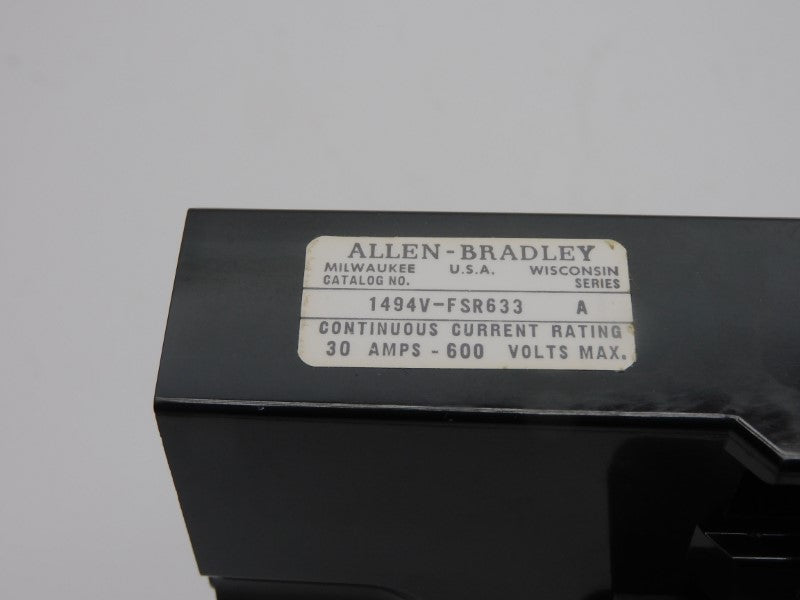 ALLEN-BRADLEY
MILWAUKEE U.S.A. WISCONSIN
CATALOG NO. SERIES
1494V-FSR633 A
CONTINUOUS CURRENT RATING
30 AMPS - 600 VOLTS MAX.